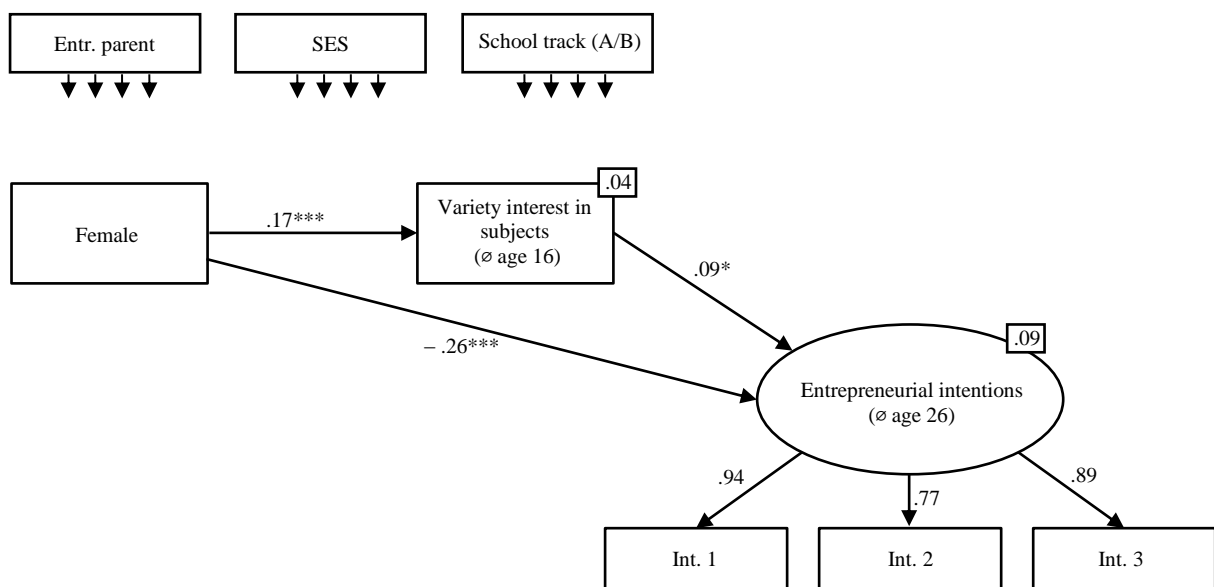 Entr. parent
SES
School track (A/B)
.04
Variety interest in
subjects
(⌀ age 16)
Female
.17***
.09*
– .26***
.09
Entrepreneurial intentions
(⌀ age 26)
.94
.77
.89
Int. 1
Int. 2
Int. 3